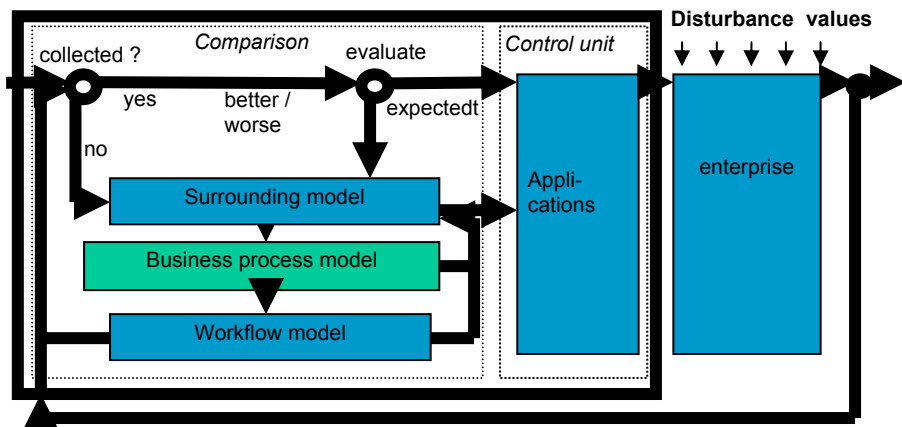 Disturbance values
collected ?
Comparison
evaluate
Control unit
yes
better /
worse
expectedt
no
Surrounding model
Appli-
cations
enterprise
Business process model
Workflow model